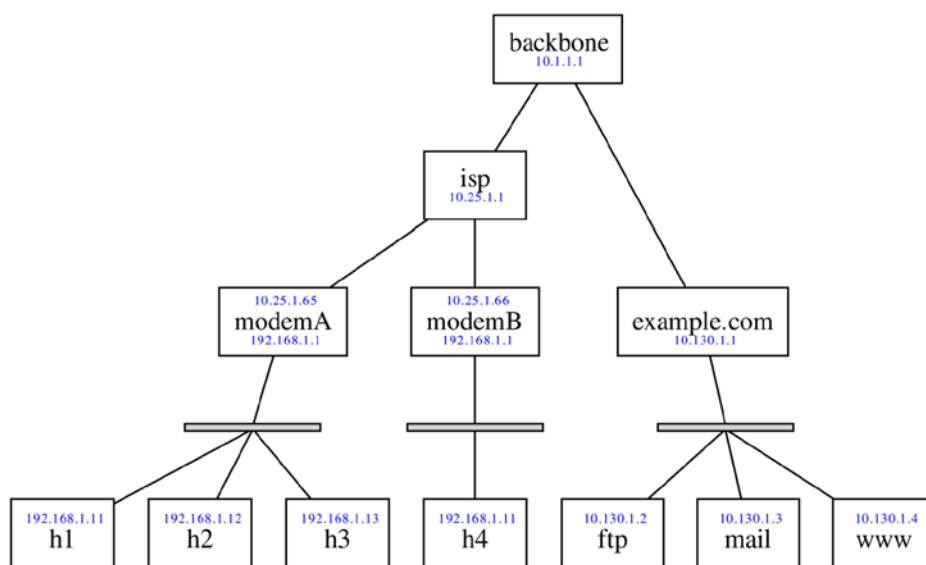 backbone
10.1.1.1
isp
10.25.1.1
10.25.1.65
modemA
192.168.1.1
10.25.1.66
modemB
192.168.1.1
example.com
10.130.1.1
192.168.1.11
h1
192.168.1.12
h2
192.168.1.13
h3
192.168.1.11
h4
10.130.1.2
ftp
10.130.1.3
mail
10.130.1.4
www